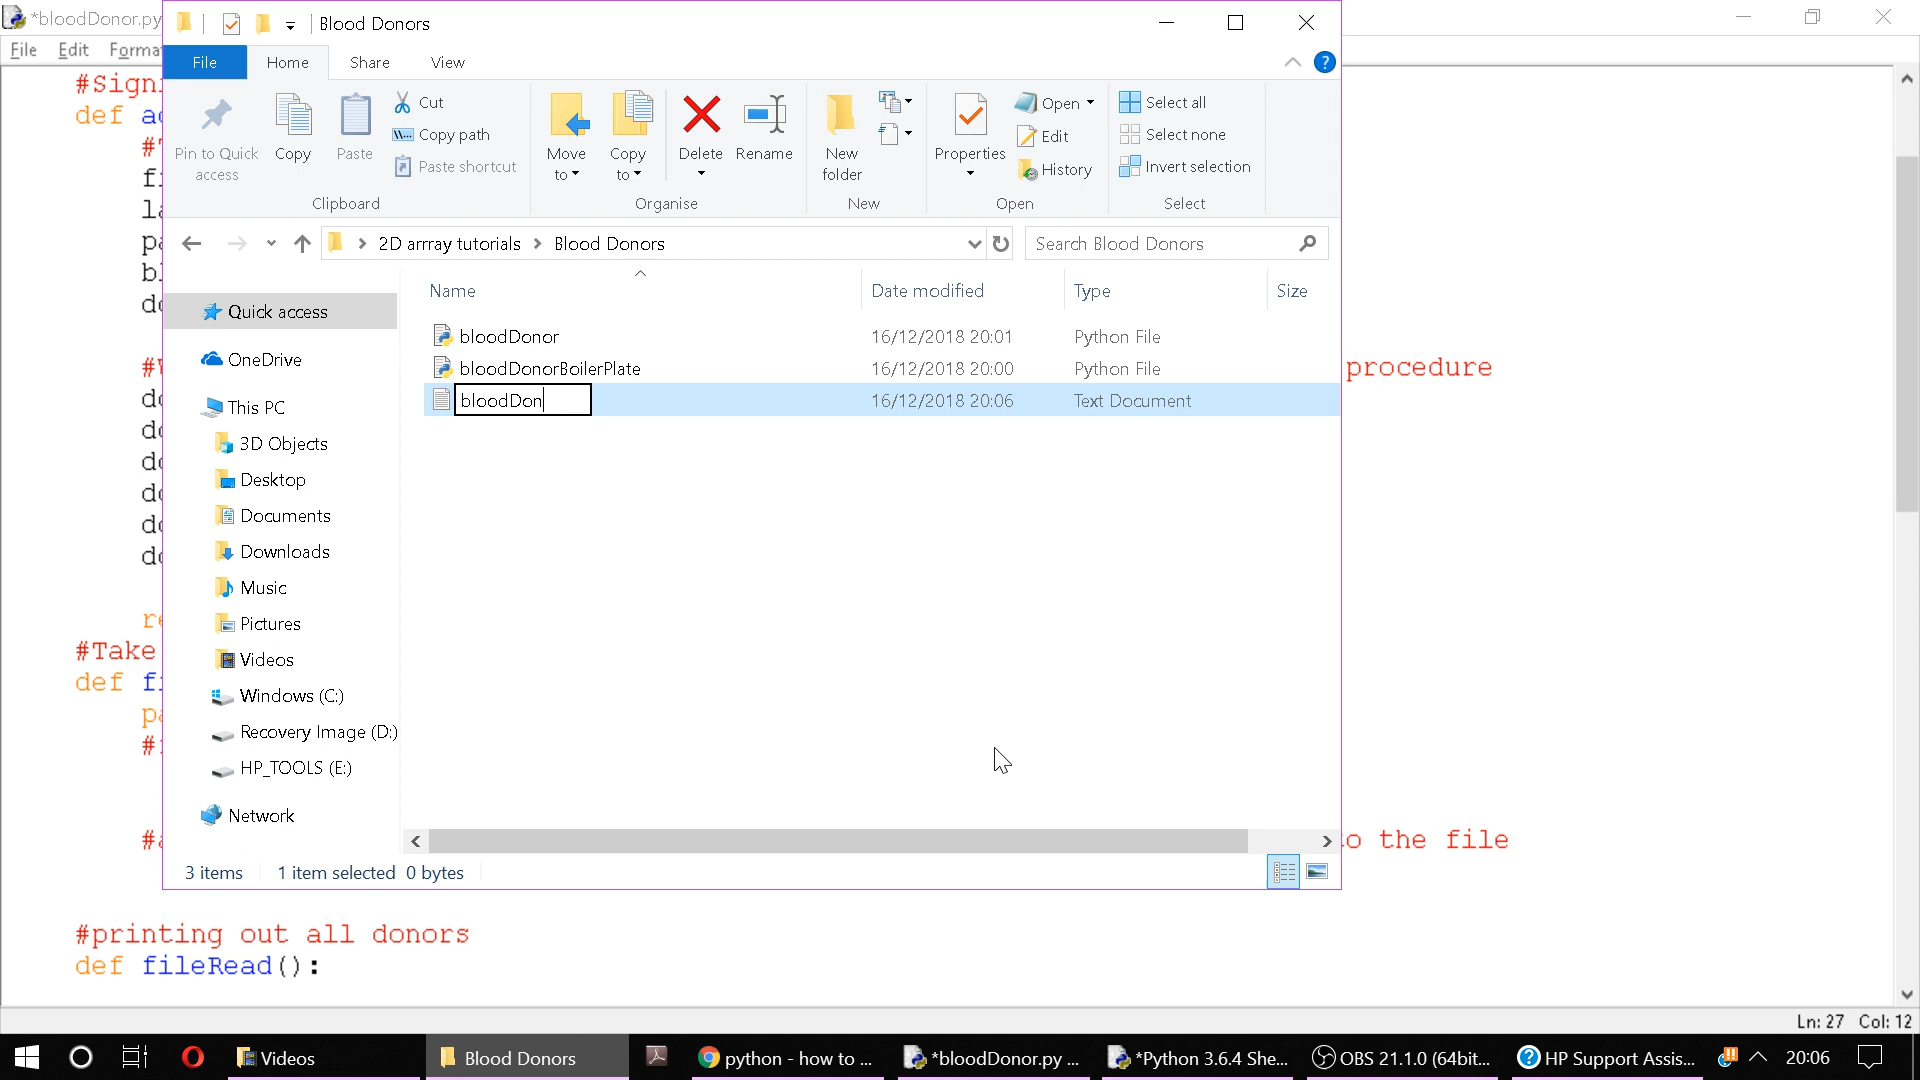 *bloodDonor.py
Blood Donors
File Edit
File Home Share View
Pin to Quick access
Copy
Paste
Cut
Copy path
Paste shortcut
Clipboard
Move to
Copy to
Delete
Rename
Organise
New folder
New
Properties
Open
Edit
History
Open
Select all
Select none
Invert selection
Select
2D arrray tutorials > Blood Donors
Search Blood Donors
Name Date modified Type Size
bloodDonor 16/12/2018 20:01 Python File
bloodDonorBoilerPlate 16/12/2018 20:00 Python File
bloodDon 16/12/2018 20:06 Text Document
Quick access
OneDrive
This PC
3D Objects
Desktop
Documents
Downloads
Music
Pictures
Videos
Windows (C:)
Recovery Image (D:)
HP_TOOLS (E:)
Network
3 items 1 item selected 0 bytes
def
procedure
#Take
def
to the file
#printing out all donors
def fileRead():
Ln: 27 Col: 12
Videos
Blood Donors
python - how to ...
*bloodDonor.py ...
*Python 3.6.4 She...
OBS 21.1.0 (64bit...
HP Support Assis...
20:06